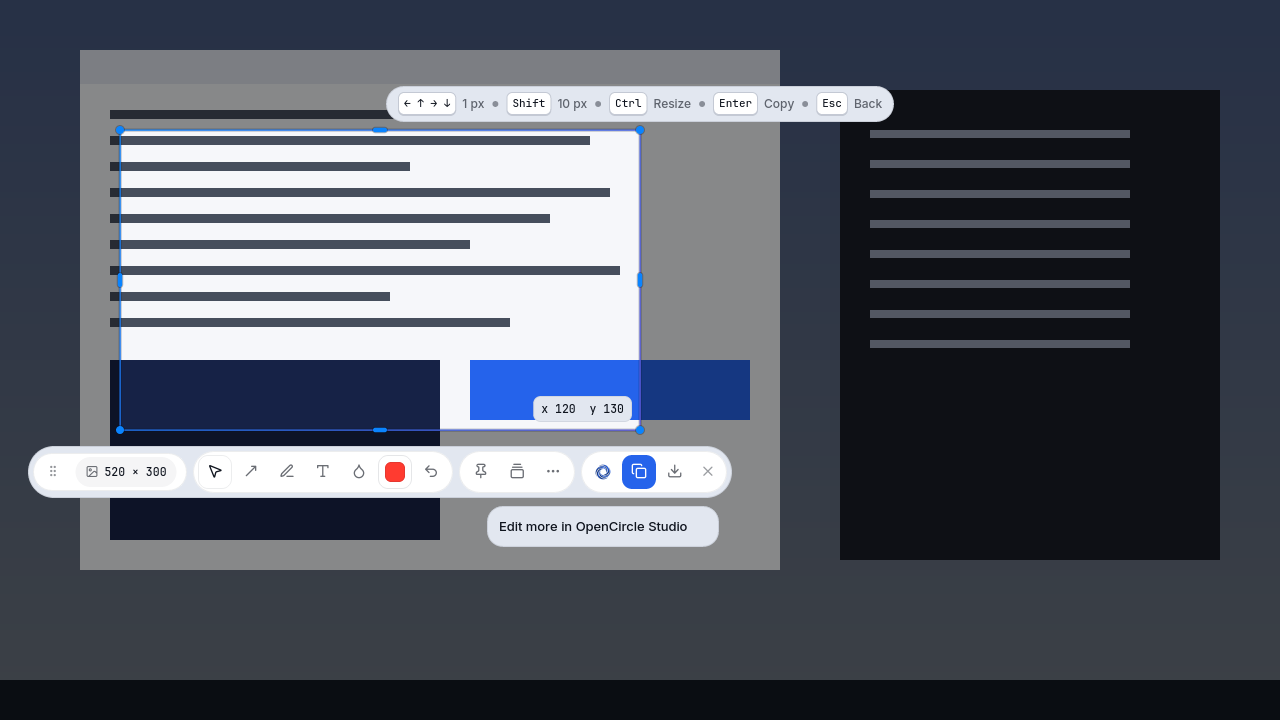 ← ↑ → ↓ 1 px • Shift 10 px • Ctrl Resize • Enter Copy • Esc Back
x 120 y 130
520 × 300
Edit more in OpenCircle Studio